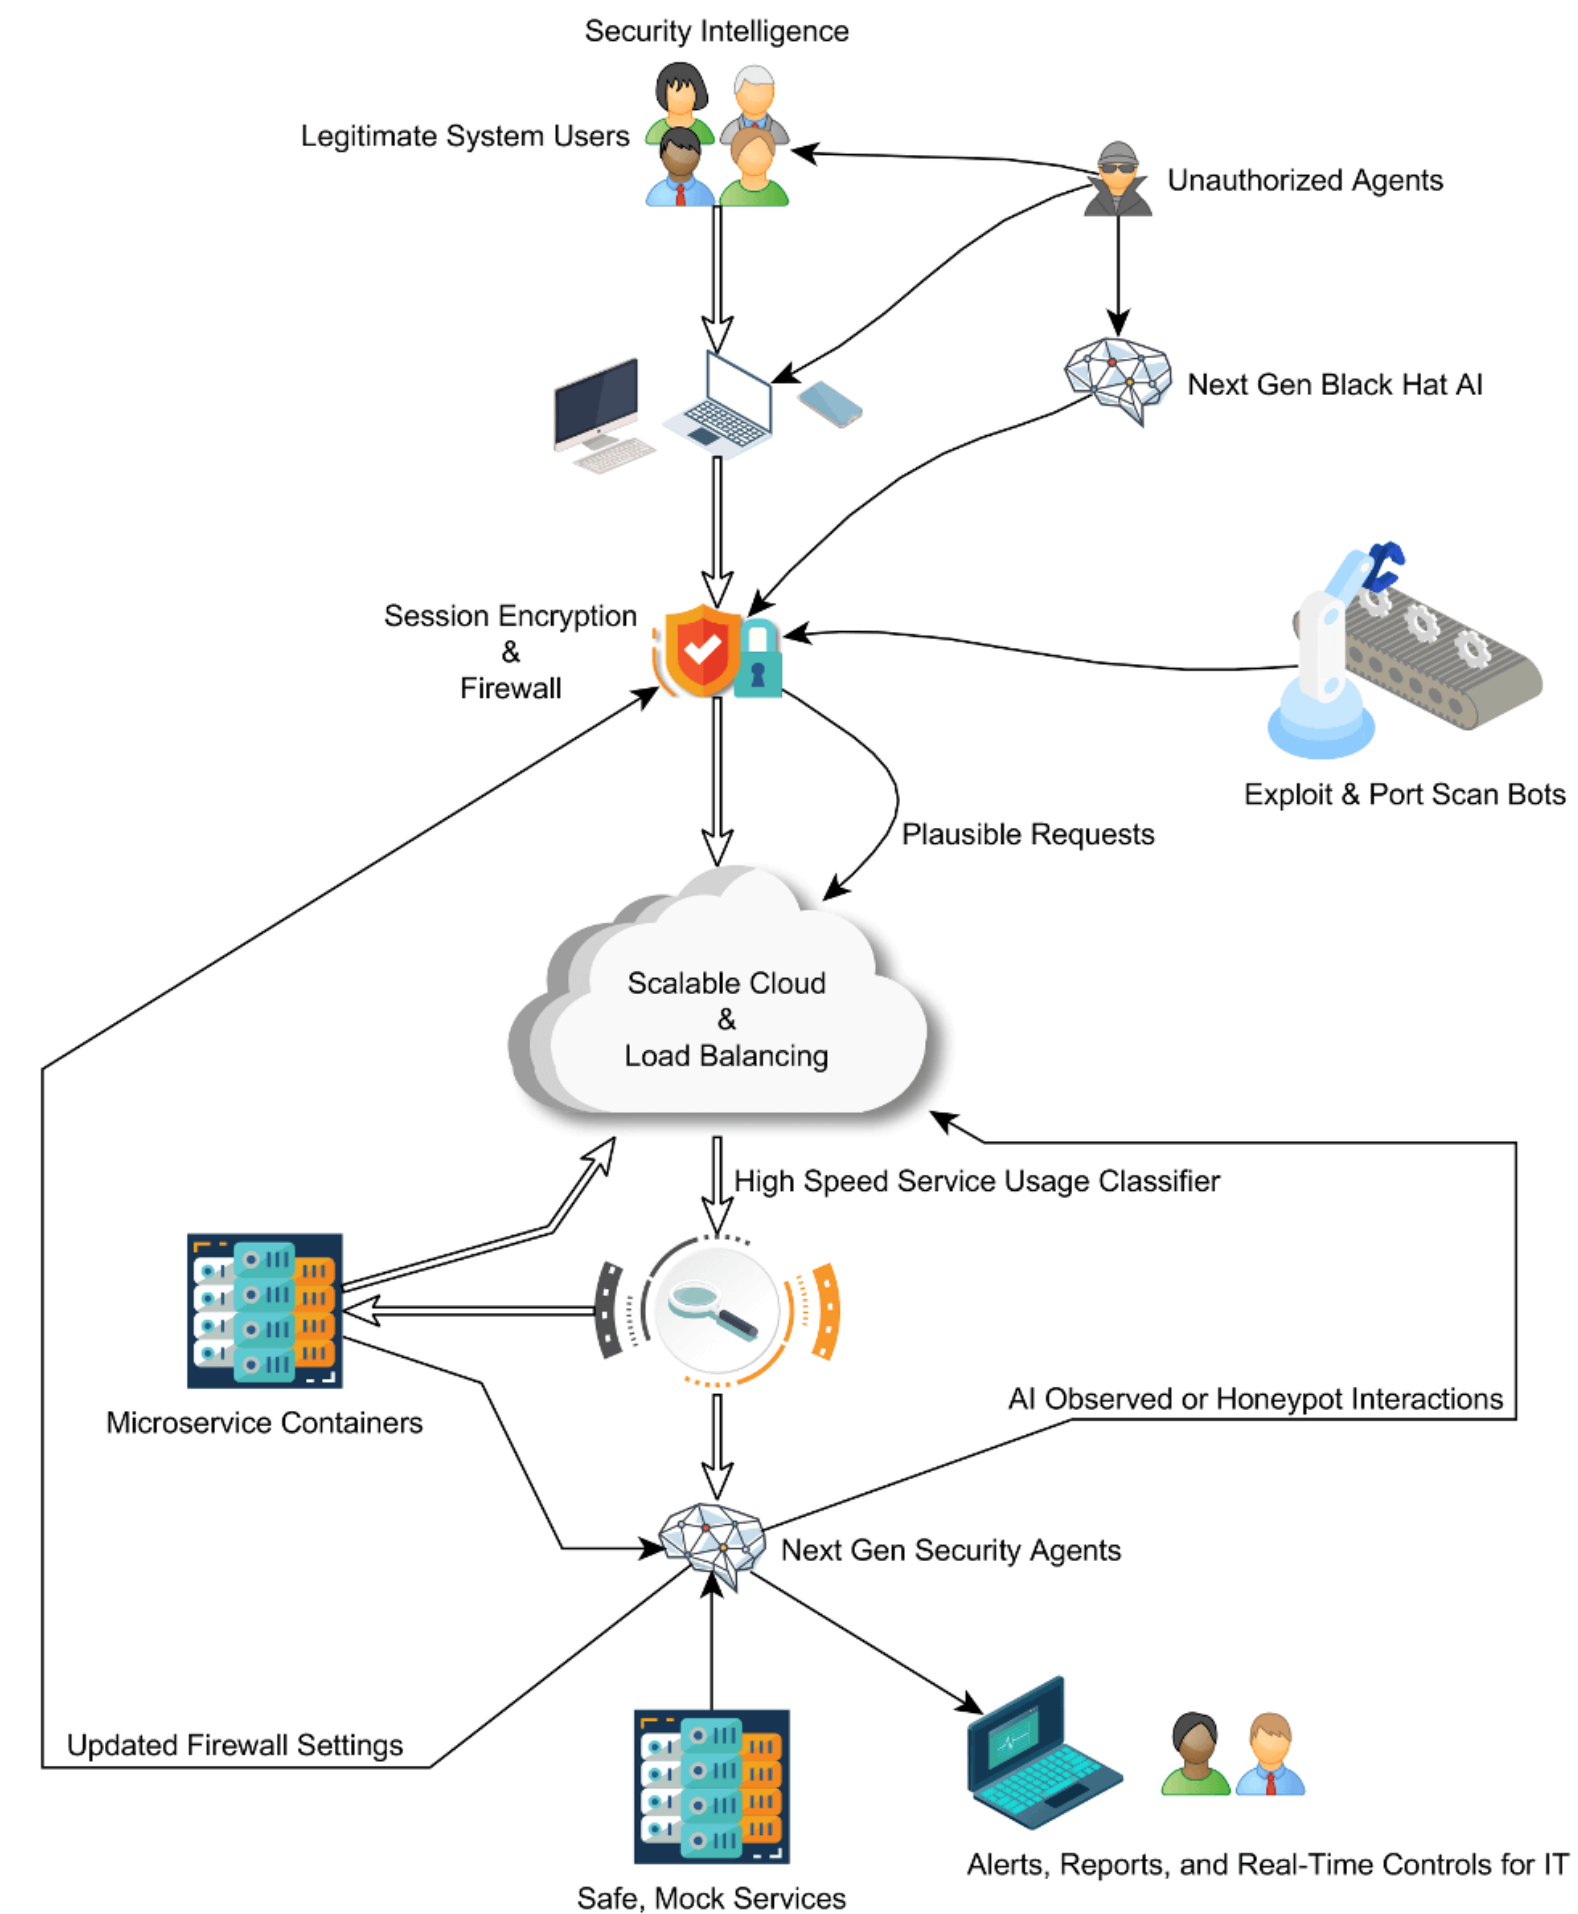 Security Intelligence
Legitimate System Users
Unauthorized Agents
Next Gen Black Hat AI
Session Encryption
&
Firewall
Exploit & Port Scan Bots
Plausible Requests
Scalable Cloud
&
Load Balancing
High Speed Service Usage Classifier
AI Observed or Honeypot Interactions
Microservice Containers
Next Gen Security Agents
Updated Firewall Settings
Alerts, Reports, and Real-Time Controls for IT
Safe, Mock Services